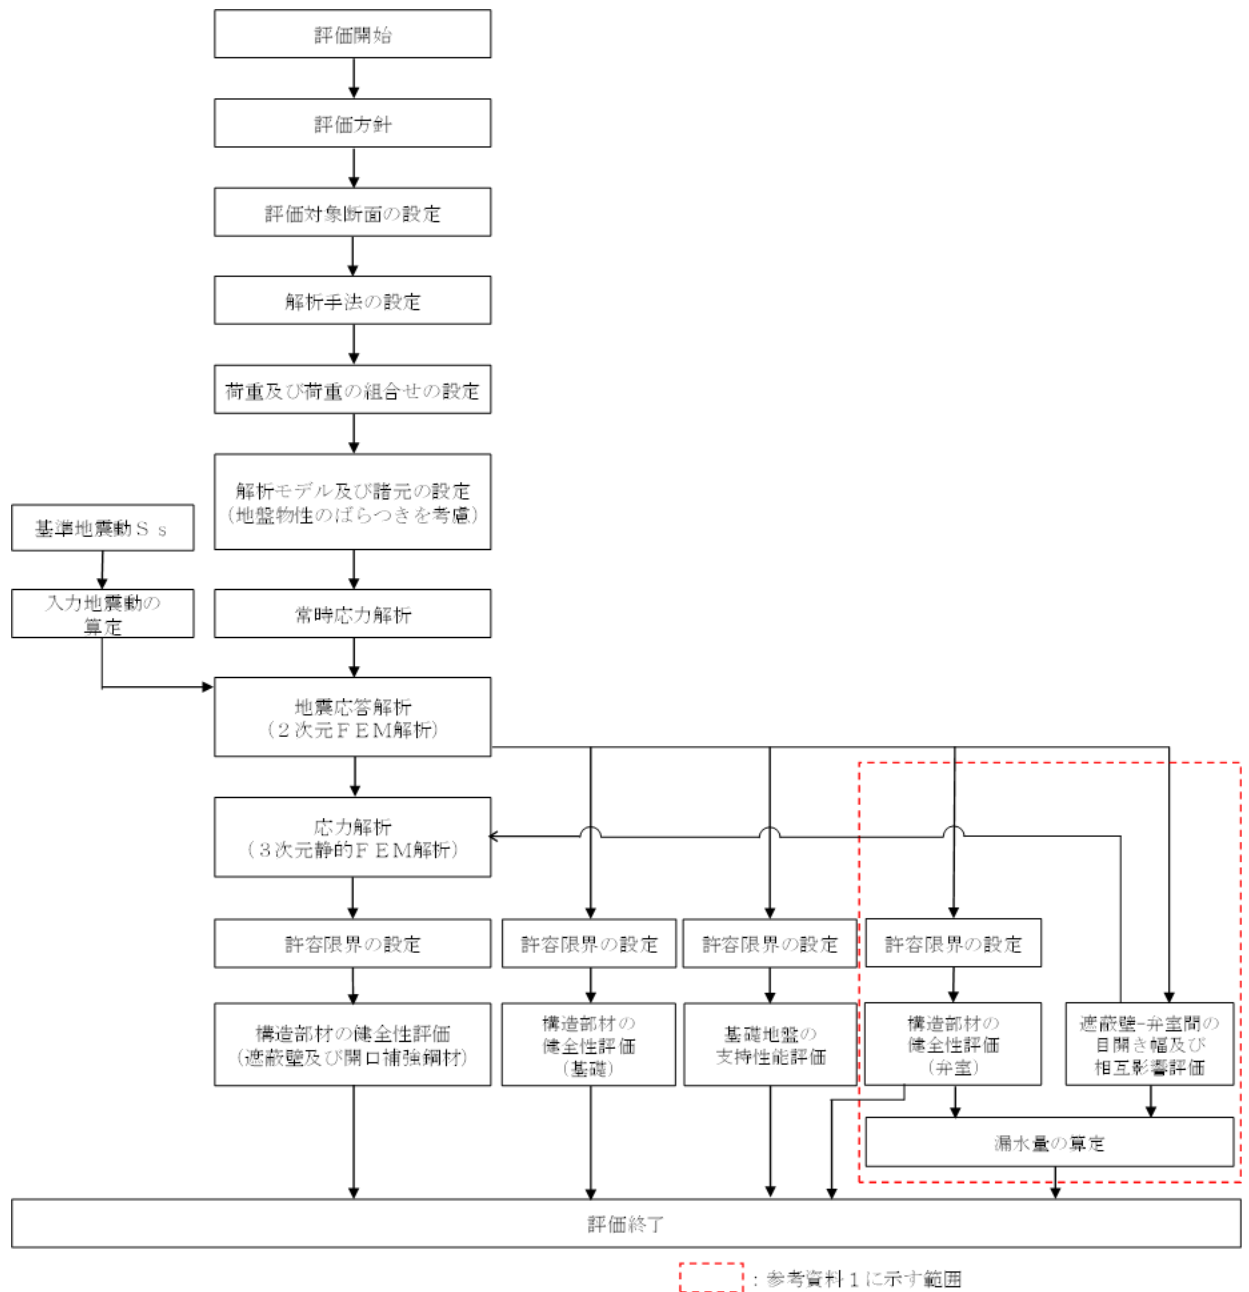 評価開始
評価方針
評価対象断面の設定
解析手法の設定
荷重及び荷重の組合せの設定
解析モデル及び諸元の設定
(地盤物性のばらつきを考慮)
基準地震動Ｓｓ
入力地震動の
算定
常時応力解析
地震応答解析
(２次元ＦＥＭ解析)
応力解析
(３次元静的ＦＥＭ解析)
許容限界の設定
許容限界の設定
許容限界の設定
許容限界の設定
構造部材の健全性評価
(遮蔽壁及び開口補強鋼材)
構造部材の
健全性評価
(基礎)
基礎地盤の
支持性能評価
構造部材の
健全性評価
(弁室)
遮蔽壁-弁室間の
目開き幅及び
相互影響評価
漏水量の算定
評価終了
：参考資料１に示す範囲